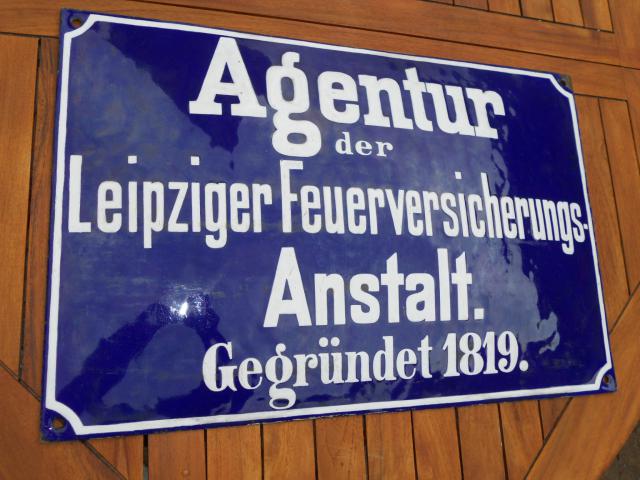 Agentur
der
Leipziger Feuerversicherungs-
Anstalt.
Gegründet 1819.